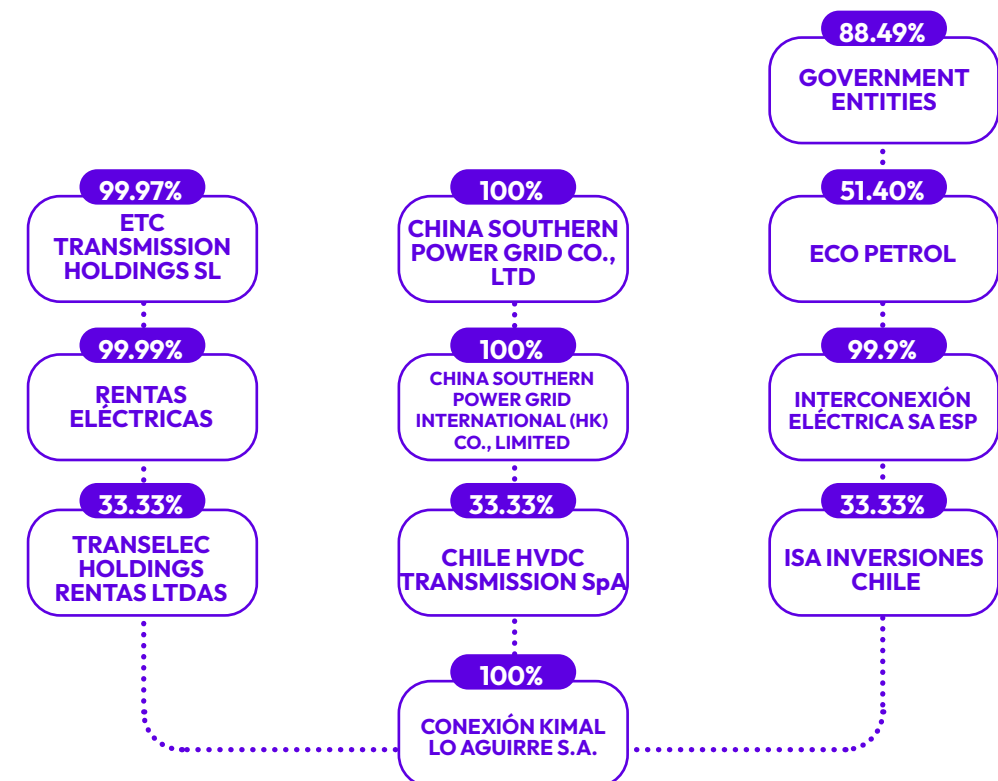 88.49%
GOVERNMENT
ENTITIES
99.97%
ETC
TRANSMISSION
HOLDINGS SL
100%
CHINA SOUTHERN
POWER GRID CO.,
LTD
51.40%
ECO PETROL
99.99%
RENTAS
ELÉCTRICAS
100%
CHINA SOUTHERN
POWER GRID
INTERNATIONAL (HK)
CO., LIMITED
99.9%
INTERCONEXIÓN
ELÉCTRICA SA ESP
33.33%
TRANSELEC
HOLDINGS
RENTAS LTDAS
33.33%
CHILE HVDC
TRANSMISSION SpA
33.33%
ISA INVERSIONES
CHILE
100%
CONEXIÓN KIMAL
LO AGUIRRE S.A.